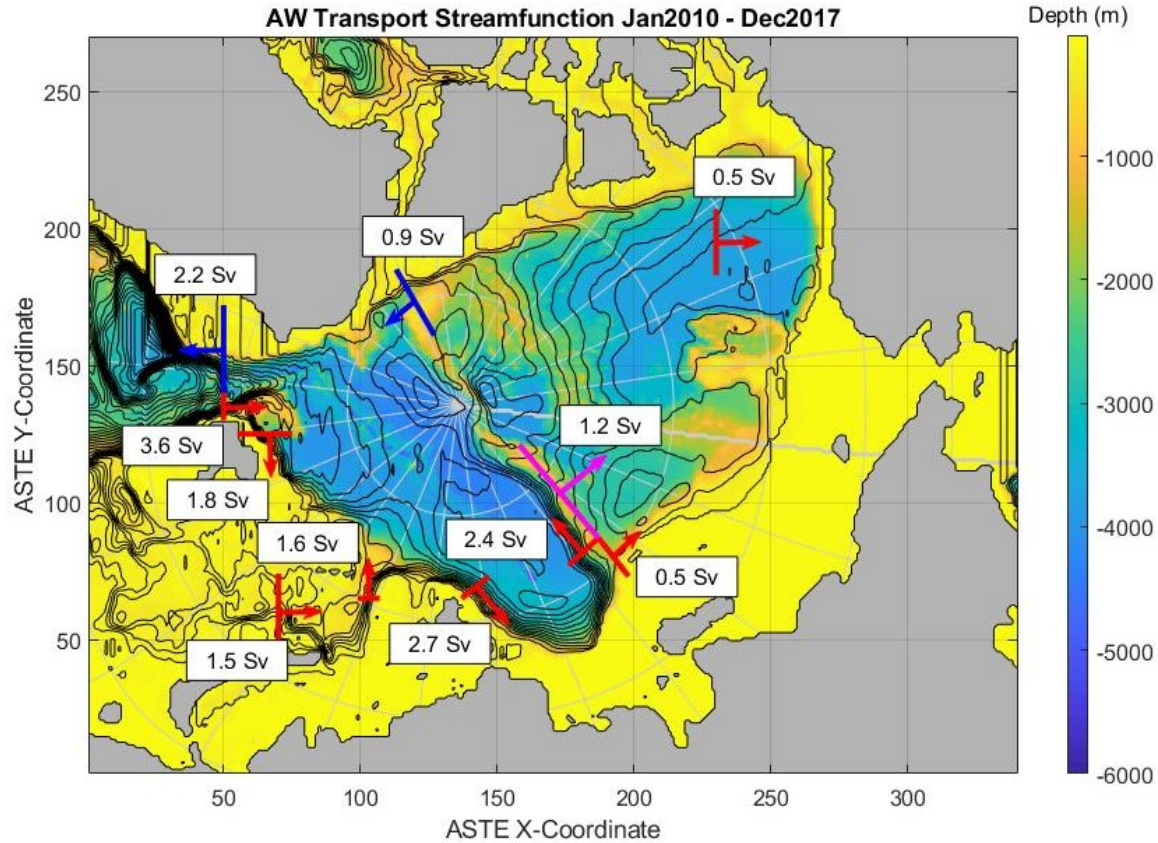 AW Transport Streamfunction Jan2010 - Dec2017
Depth (m)
250
200
150
100
50
ASTE Y-Coordinate
0.5 Sv
0.9 Sv
2.2 Sv
1.2 Sv
3.6 Sv
1.8 Sv
1.6 Sv
2.4 Sv
0.5 Sv
2.7 Sv
1.5 Sv
50
100
150
200
250
300
ASTE X-Coordinate
-1000
-2000
-3000
-4000
-5000
-6000